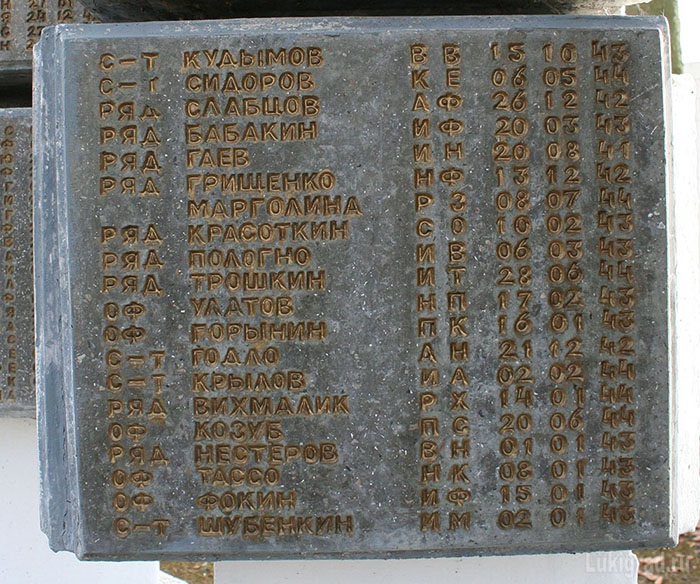 С-Т КУДЫМОВ В В 15 10 43
С-Т СИДОРОВ К Е 06 05 44
РЯД СЛАБЦОВ А Ф 26 12 42
РЯД БАБАКИН И Ф 20 03 43
РЯД ГАЕВ И Н 20 08 41
РЯД ГРИЩЕНКО Н Ф 13 12 42
МАРГОЛИНА Р З 08 07 44
РЯД КРАСОТКИН С О 10 02 43
РЯД ПОЛОГНО И В 06 03 43
РЯД ТРОШКИН И Т 28 06 44
ОФ УЛАТОВ Н П 17 02 43
ОФ ГОРЫНИН П К 16 01 43
С-Т ГОДЛО А Н 21 12 42
С-Т КРЫЛОВ И А 02 02 44
РЯД ВИХМАЛИК Р Х 14 01 44
ОФ КОЗУБ П С 20 06 44
РЯД НЕСТЕРОВ В Н 01 01 43
ОФ ТАССО Н К 08 01 43
ОФ ФОКИН И Ф 15 01 43
С-Т ШУБЕНКИН И М 02 01 43
Lukigrad.ru